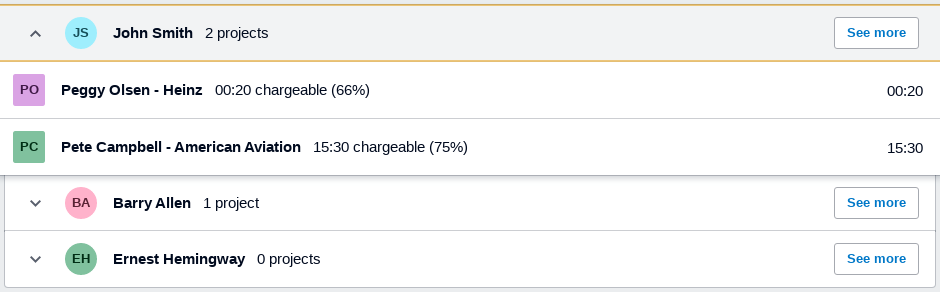 JS John Smith 2 projects See more
PO Peggy Olsen - Heinz 00:20 chargeable (66%) 00:20
PC Pete Campbell - American Aviation 15:30 chargeable (75%) 15:30
BA Barry Allen 1 project See more
EH Ernest Hemingway 0 projects See more